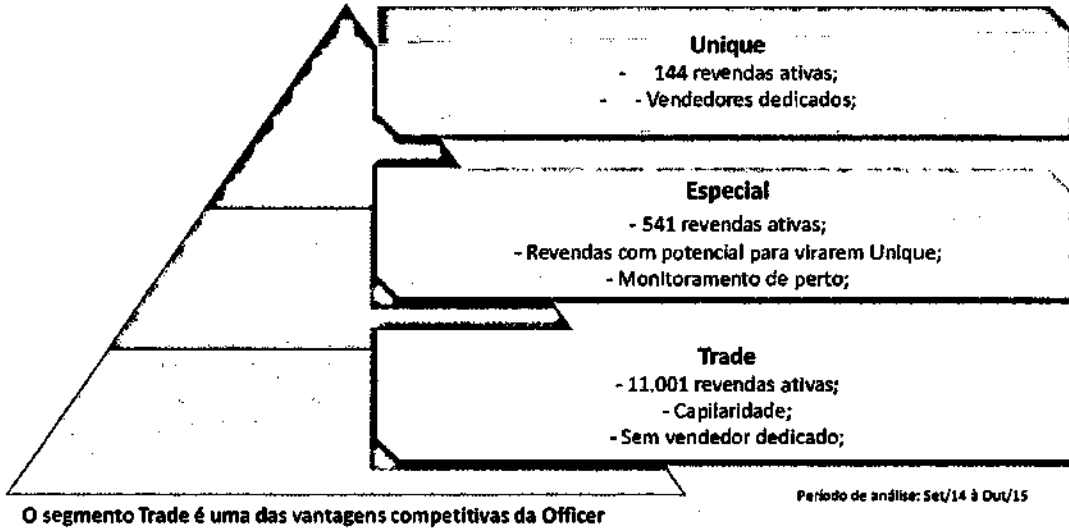 Unique
- 144 revendas ativas;
- - Vendedores dedicados;
Especial
- 541 revendas ativas;
- Revendas com potencial para virarem Unique;
- Monitoramento de perto;
Trade
- 11.001 revendas ativas;
- Capilaridade;
- Sem vendedor dedicado;
Período de análise: Set/14 à Out/15
O segmento Trade é uma das vantagens competitivas da Officer